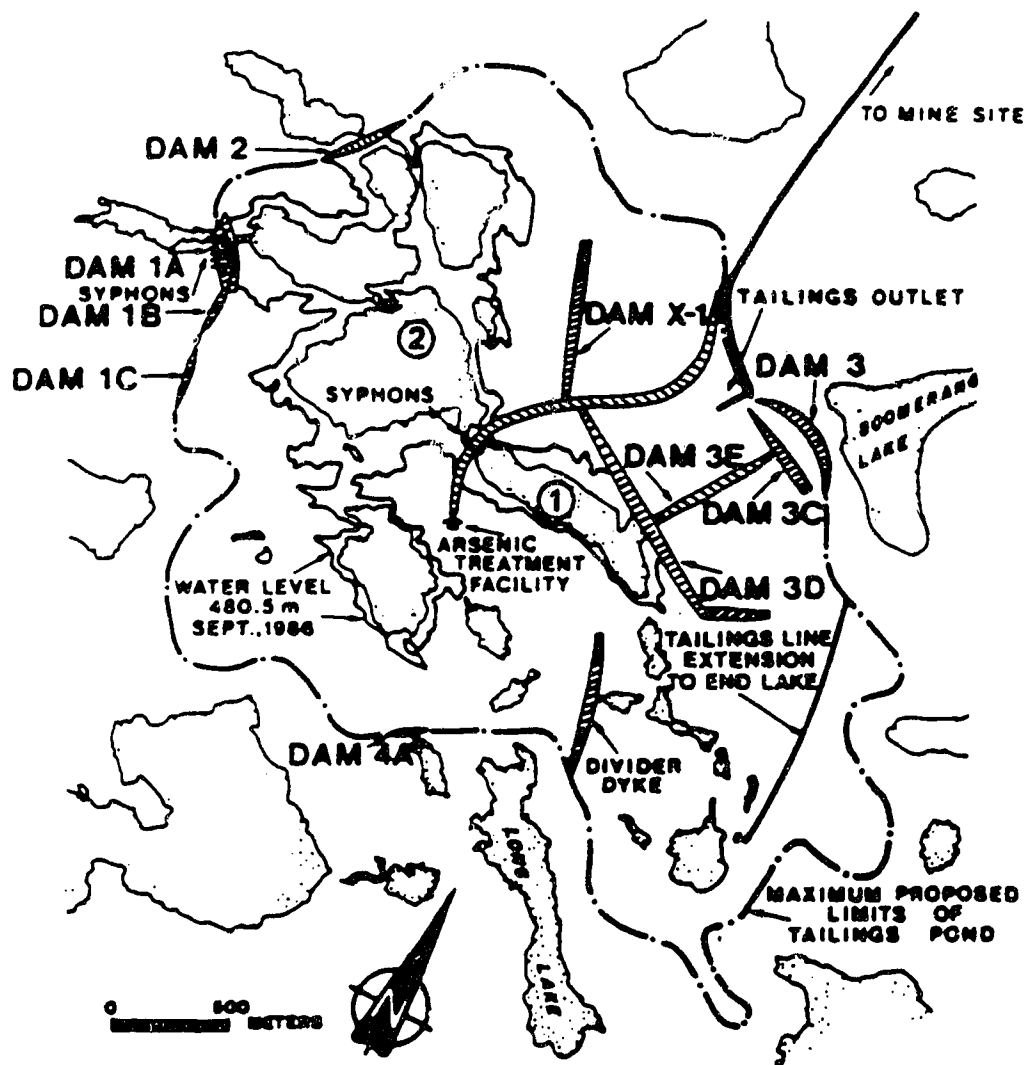 TO MINE SITE
DAM 2
DAM 1A
SYPHONS
DAM 1B
DAM 1C
2
SYPHONS
DAM X-1
TAILINGS OUTLET
DAM 3
BOOMERANG
LAKE
DAM 3E
1
DAM 3C
ARSENIC
TREATMENT
FACILITY
DAM 3D
WATER LEVEL
480.5 m
SEPT., 1986
TAILINGS LINE
EXTENSION
TO END LAKE
DAM 4A
DIVIDER
DYKE
LONG
LAKE
MAXIMUM PROPOSED
LIMITS OF
TAILINGS POND
0 500
METERS